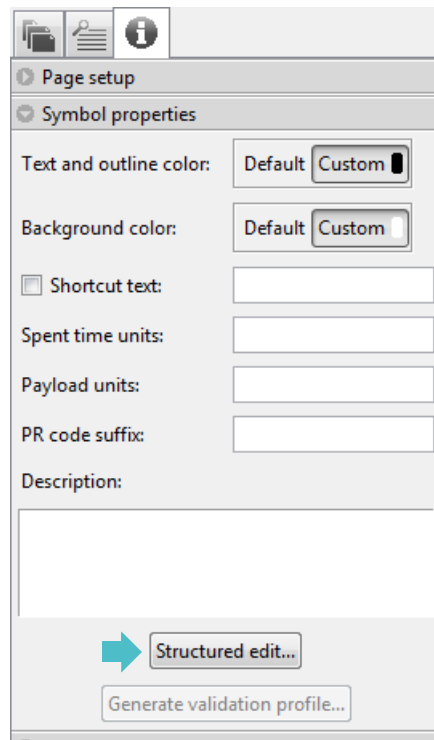 Page setup
Symbol properties
Text and outline color: Default Custom
Background color: Default Custom
Shortcut text:
Spent time units:
Payload units:
PR code suffix:
Description:
Structured edit...
Generate validation profile...